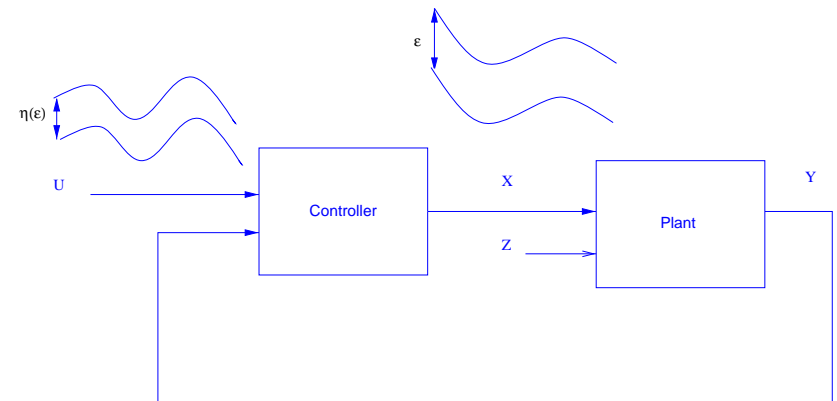 ε
η(ε)
U
X
Y
Controller
Plant
Z